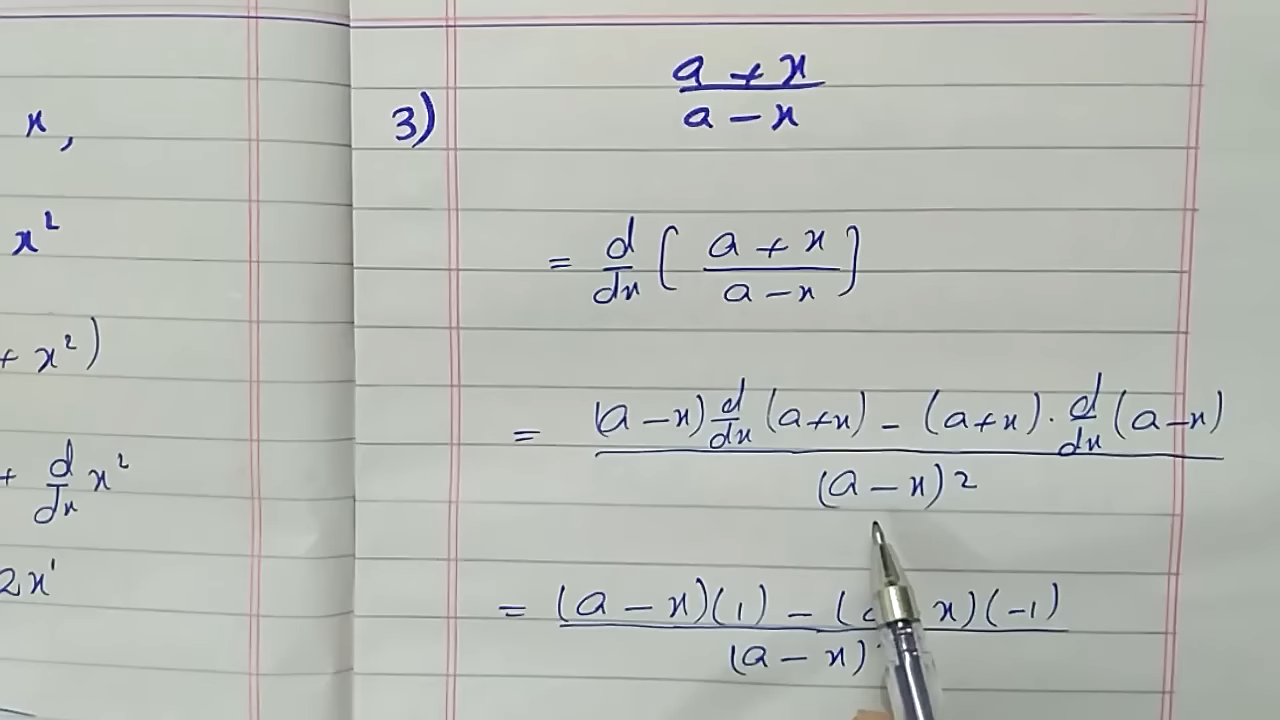 x,
x²
+ x²)
+ d/dx x²
2x'
3) a + x / a - x
= d/dx [ a + x / a - x ]
= (a - x) d/dx (a + x) - (a + x) . d/dx (a - x) / (a - x)2
= (a - x)(1) - ( x)(-1) / (a - x)